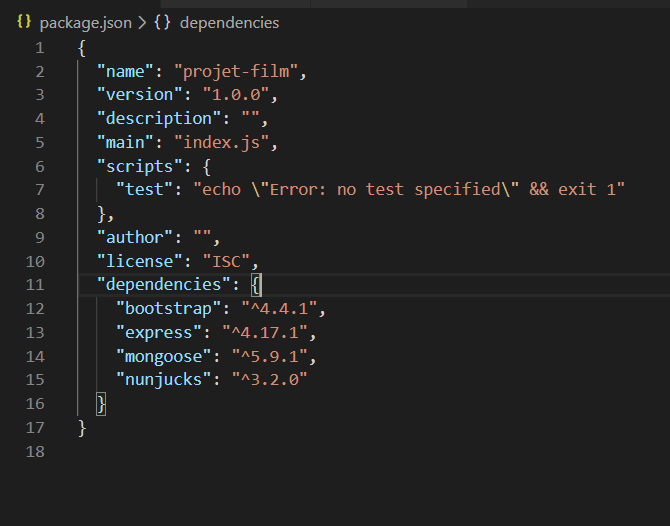 {} package.json > {} dependencies
1 {
2 "name": "projet-film",
3 "version": "1.0.0",
4 "description": "",
5 "main": "index.js",
6 "scripts": {
7 "test": "echo \"Error: no test specified\" && exit 1"
8 },
9 "author": "",
10 "license": "ISC",
11 "dependencies": {
12 "bootstrap": "^4.4.1",
13 "express": "^4.17.1",
14 "mongoose": "^5.9.1",
15 "nunjucks": "^3.2.0"
16 }
17 }
18